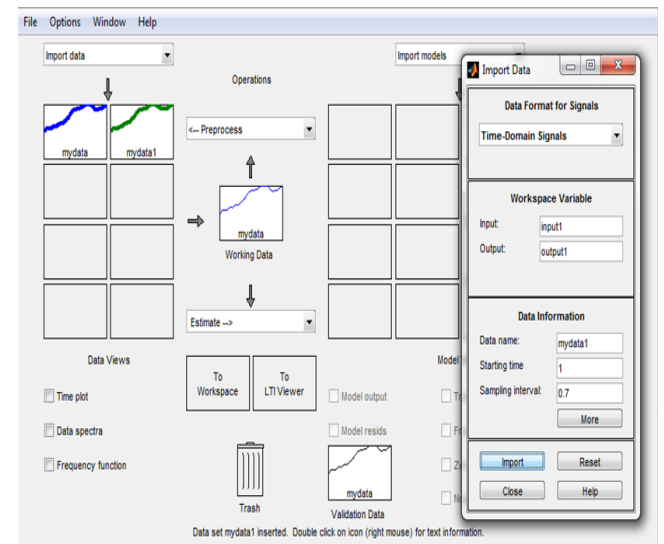 File Options Window Help
Import data
Import models
Operations
mydata
mydata1
<-- Preprocess
mydata
Working Data
Estimate -->
Data Views
Time plot
Data spectra
Frequency function
To Workspace
To LTI Viewer
Trash
Model
Model output
Model resids
mydata
Validation Data
Data set mydata1 inserted. Double click on icon (right mouse) for text information.
Import Data
Data Format for Signals
Time-Domain Signals
Workspace Variable
Input: input1
Output: output1
Data Information
Data name: mydata1
Starting time 1
Sampling interval: 0.7
More
Import Reset
Close Help